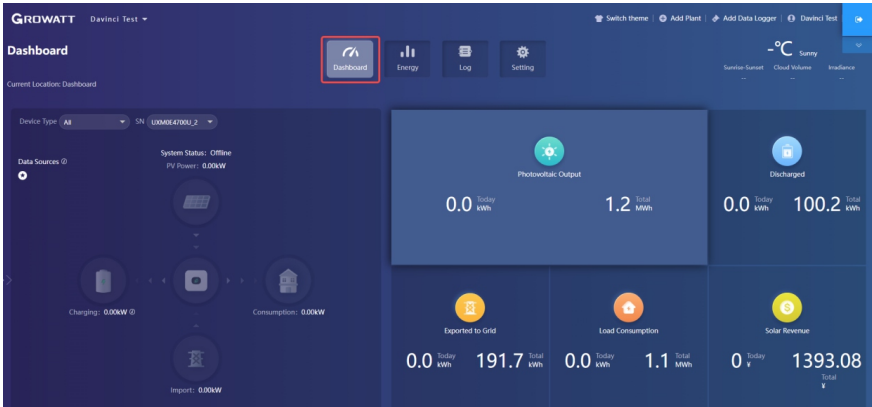 GROWATT Davinci Test Switch theme Add Plant Add Data Logger Davinci Test
Dashboard
Dashboard Energy Log Setting
-°C Sunny
Sunrise-Sunset Cloud Volume Irradiance
-- -- --
Current Location: Dashboard
Device Type All SN UXM0E4700U_2
System Status: Offline
Data Sources
PV Power: 0.00kW
Charging: 0.00kW
Consumption: 0.00kW
Import: 0.00kW
Photovoltaic Output
0.0 Today kWh 1.2 Total MWh
Discharged
0.0 Today kWh 100.2 Total kWh
Exported to Grid
0.0 Today kWh 191.7 Total kWh
Load Consumption
0.0 Today kWh 1.1 Total MWh
Solar Revenue
0 Today ¥ 1393.08
Total
¥